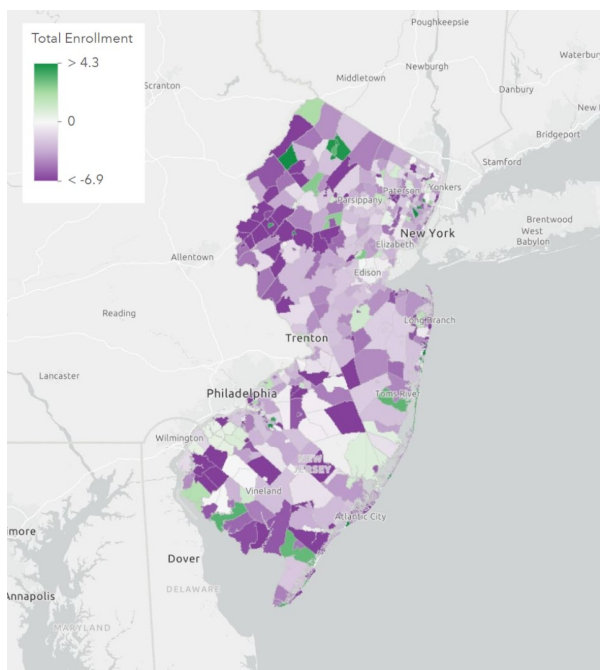 Total Enrollment
> 4.3
0
< -6.9
Poughkeepsie
Waterbury
Middletown
Newburgh
Danbury
Scranton
New
Bridgeport
Stamford
Paterson
Yonkers
Parsippany
Brentwood
New York
West
Babylon
Elizabeth
Allentown
Edison
Reading
Long Branch
Trenton
Lancaster
Philadelphia
Toms River
Wilmington
NEW
JERSEY
Vineland
Atlantic City
more
Dover
DELAWARE
Annapolis
MARYLAND